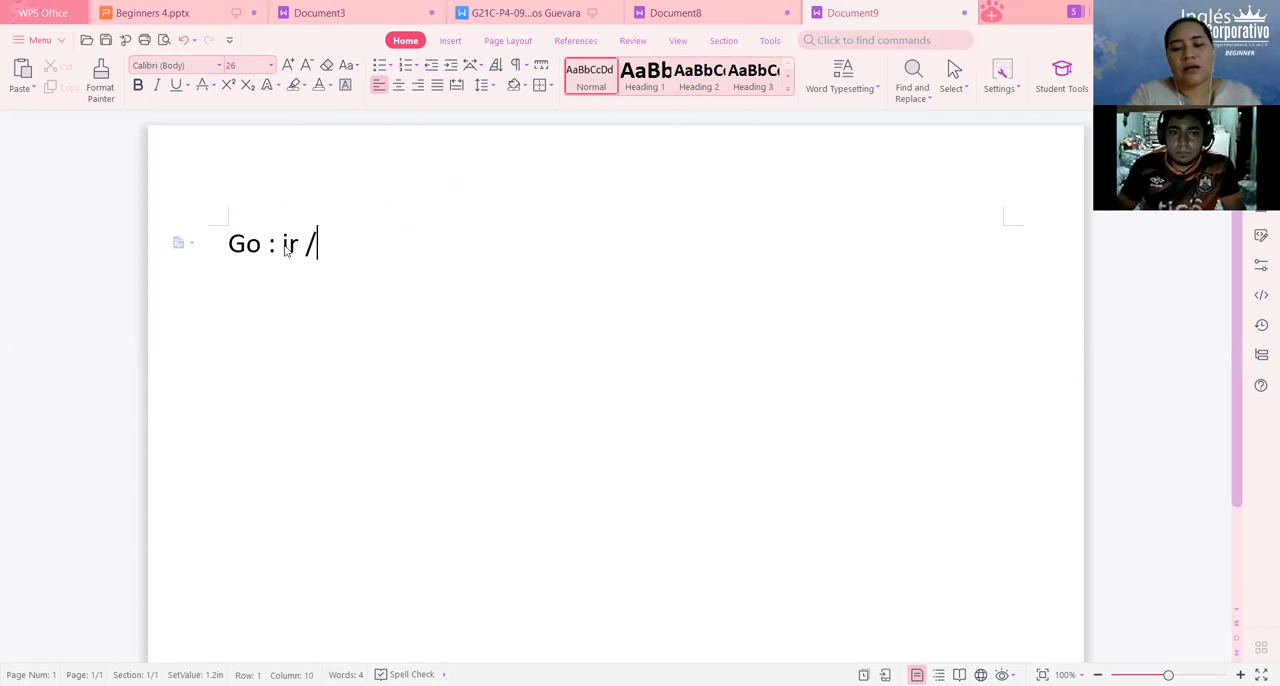 WPS Office
Beginners 4.pptx
Document3
G21C-P4-09...os Guevara
Document8
Document9
S
Inglés
Corporativo
BEGINNER
Menu
Home
Insert
Page Layout
References
Review
View
Section
Tools
Click to find commands
Paste
Cut
Copy
Format
Painter
Calibri (Body)
26
AaBbCcDd
Normal
AaBb
Heading 1
AaBbC
Heading 2
AaBbC
Heading 3
Word Typesetting
Find and
Replace
Select
Settings
Student Tools
Go : ir /
Page Num: 1
Page: 1/1
Section: 1/1
SetValue: 1.2in
Row: 1
Column: 10
Words: 4
Spell Check
100%